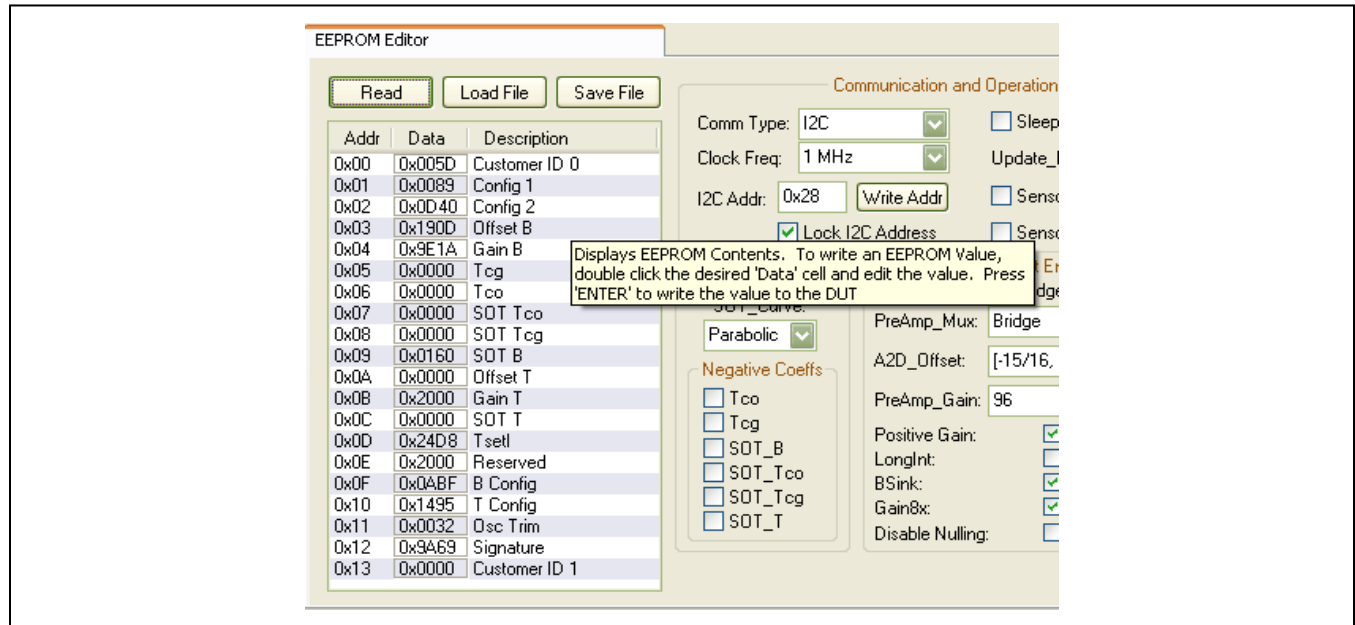 EEPROM Editor
Read
Load File
Save File
Addr Data Description
0x00 0x005D Customer ID 0
0x01 0x0089 Config 1
0x02 0x0D40 Config 2
0x03 0x190D Offset B
0x04 0x9E1A Gain B
0x05 0x0000 Tcg
0x06 0x0000 Tco
0x07 0x0000 SOT Tco
0x08 0x0000 SOT Tcg
0x09 0x0160 SOT B
0x0A 0x0000 Offset T
0x0B 0x2000 Gain T
0x0C 0x0000 SOT T
0x0D 0x24D8 Tsetl
0x0E 0x2000 Reserved
0x0F 0x0ABF B Config
0x10 0x1495 T Config
0x11 0x0032 Osc Trim
0x12 0x9A69 Signature
0x13 0x0000 Customer ID 1
Communication and Operation
Comm Type: I2C
Clock Freq: 1 MHz
I2C Addr: 0x28 Write Addr
Lock I2C Address
Sleep
Displays EEPROM Contents. To write an EEPROM Value,
double click the desired 'Data' cell and edit the value. Press
'ENTER' to write the value to the DUT
Parabolic
Negative Coeffs
Tco
Tcg
SOT_B
SOT_Tco
SOT_Tcg
SOT_T
PreAmp_Mux: Bridge
A2D_Offset: [-15/16,
PreAmp_Gain: 96
Positive Gain:
LongInt:
BSink:
Gain8x:
Disable Nulling: